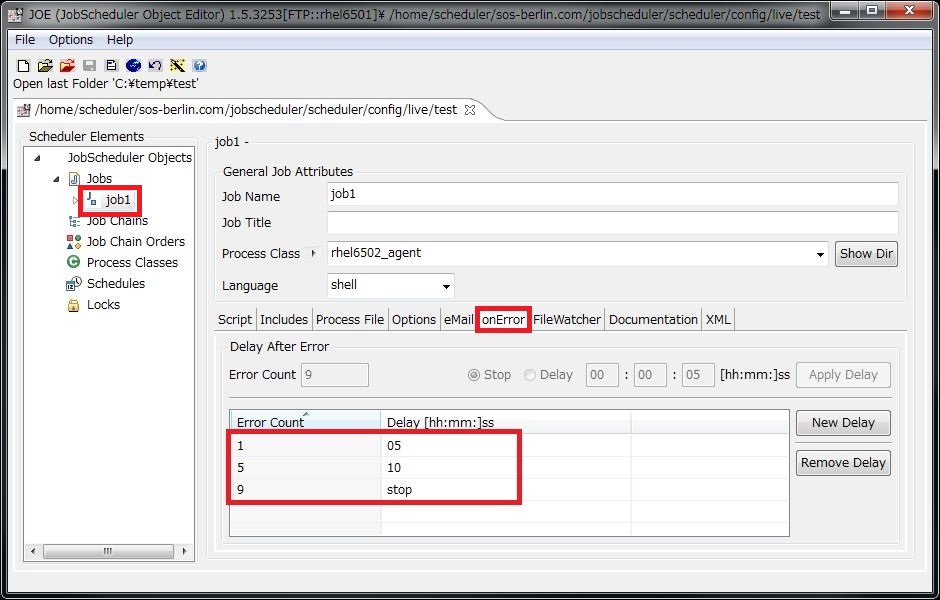 JOE (JobScheduler Object Editor) 1.5.3253[FTP::rhel6501]¥ /home/scheduler/sos-berlin.com/jobscheduler/scheduler/config/live/test
File Options Help
Open last Folder 'C:¥temp¥test'
/home/scheduler/sos-berlin.com/jobscheduler/scheduler/config/live/test
Scheduler Elements
JobScheduler Objects
Jobs
job1
Job Chains
Job Chain Orders
Process Classes
Schedules
Locks
job1 -
General Job Attributes
Job Name job1
Job Title
Process Class rhel6502_agent Show Dir
Language shell
Script Includes Process File Options eMail onError FileWatcher Documentation XML
Delay After Error
Error Count 9 Stop Delay 00 : 00 : 05 [hh:mm:]ss Apply Delay
Error Count Delay [hh:mm:]ss
1 05
5 10
9 stop
New Delay
Remove Delay